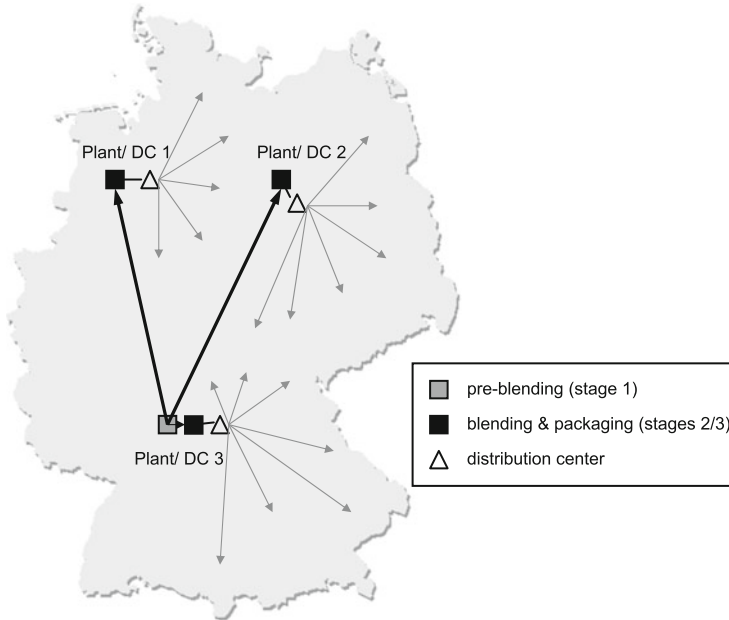 Plant/ DC 1
Plant/ DC 2
Plant/ DC 3
pre-blending (stage 1)
blending & packaging (stages 2/3)
distribution center